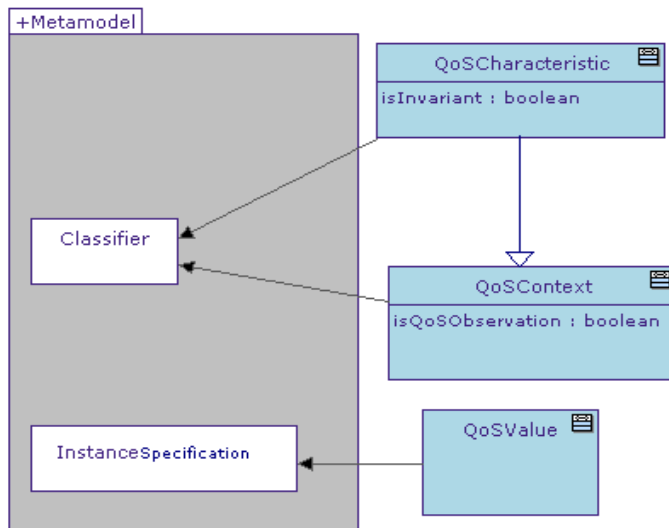 +Metamodel
QoSCharacteristic
isInvariant : boolean
Classifier
QoSContext
isQoSObservation : boolean
QoSValue
InstanceSpecification